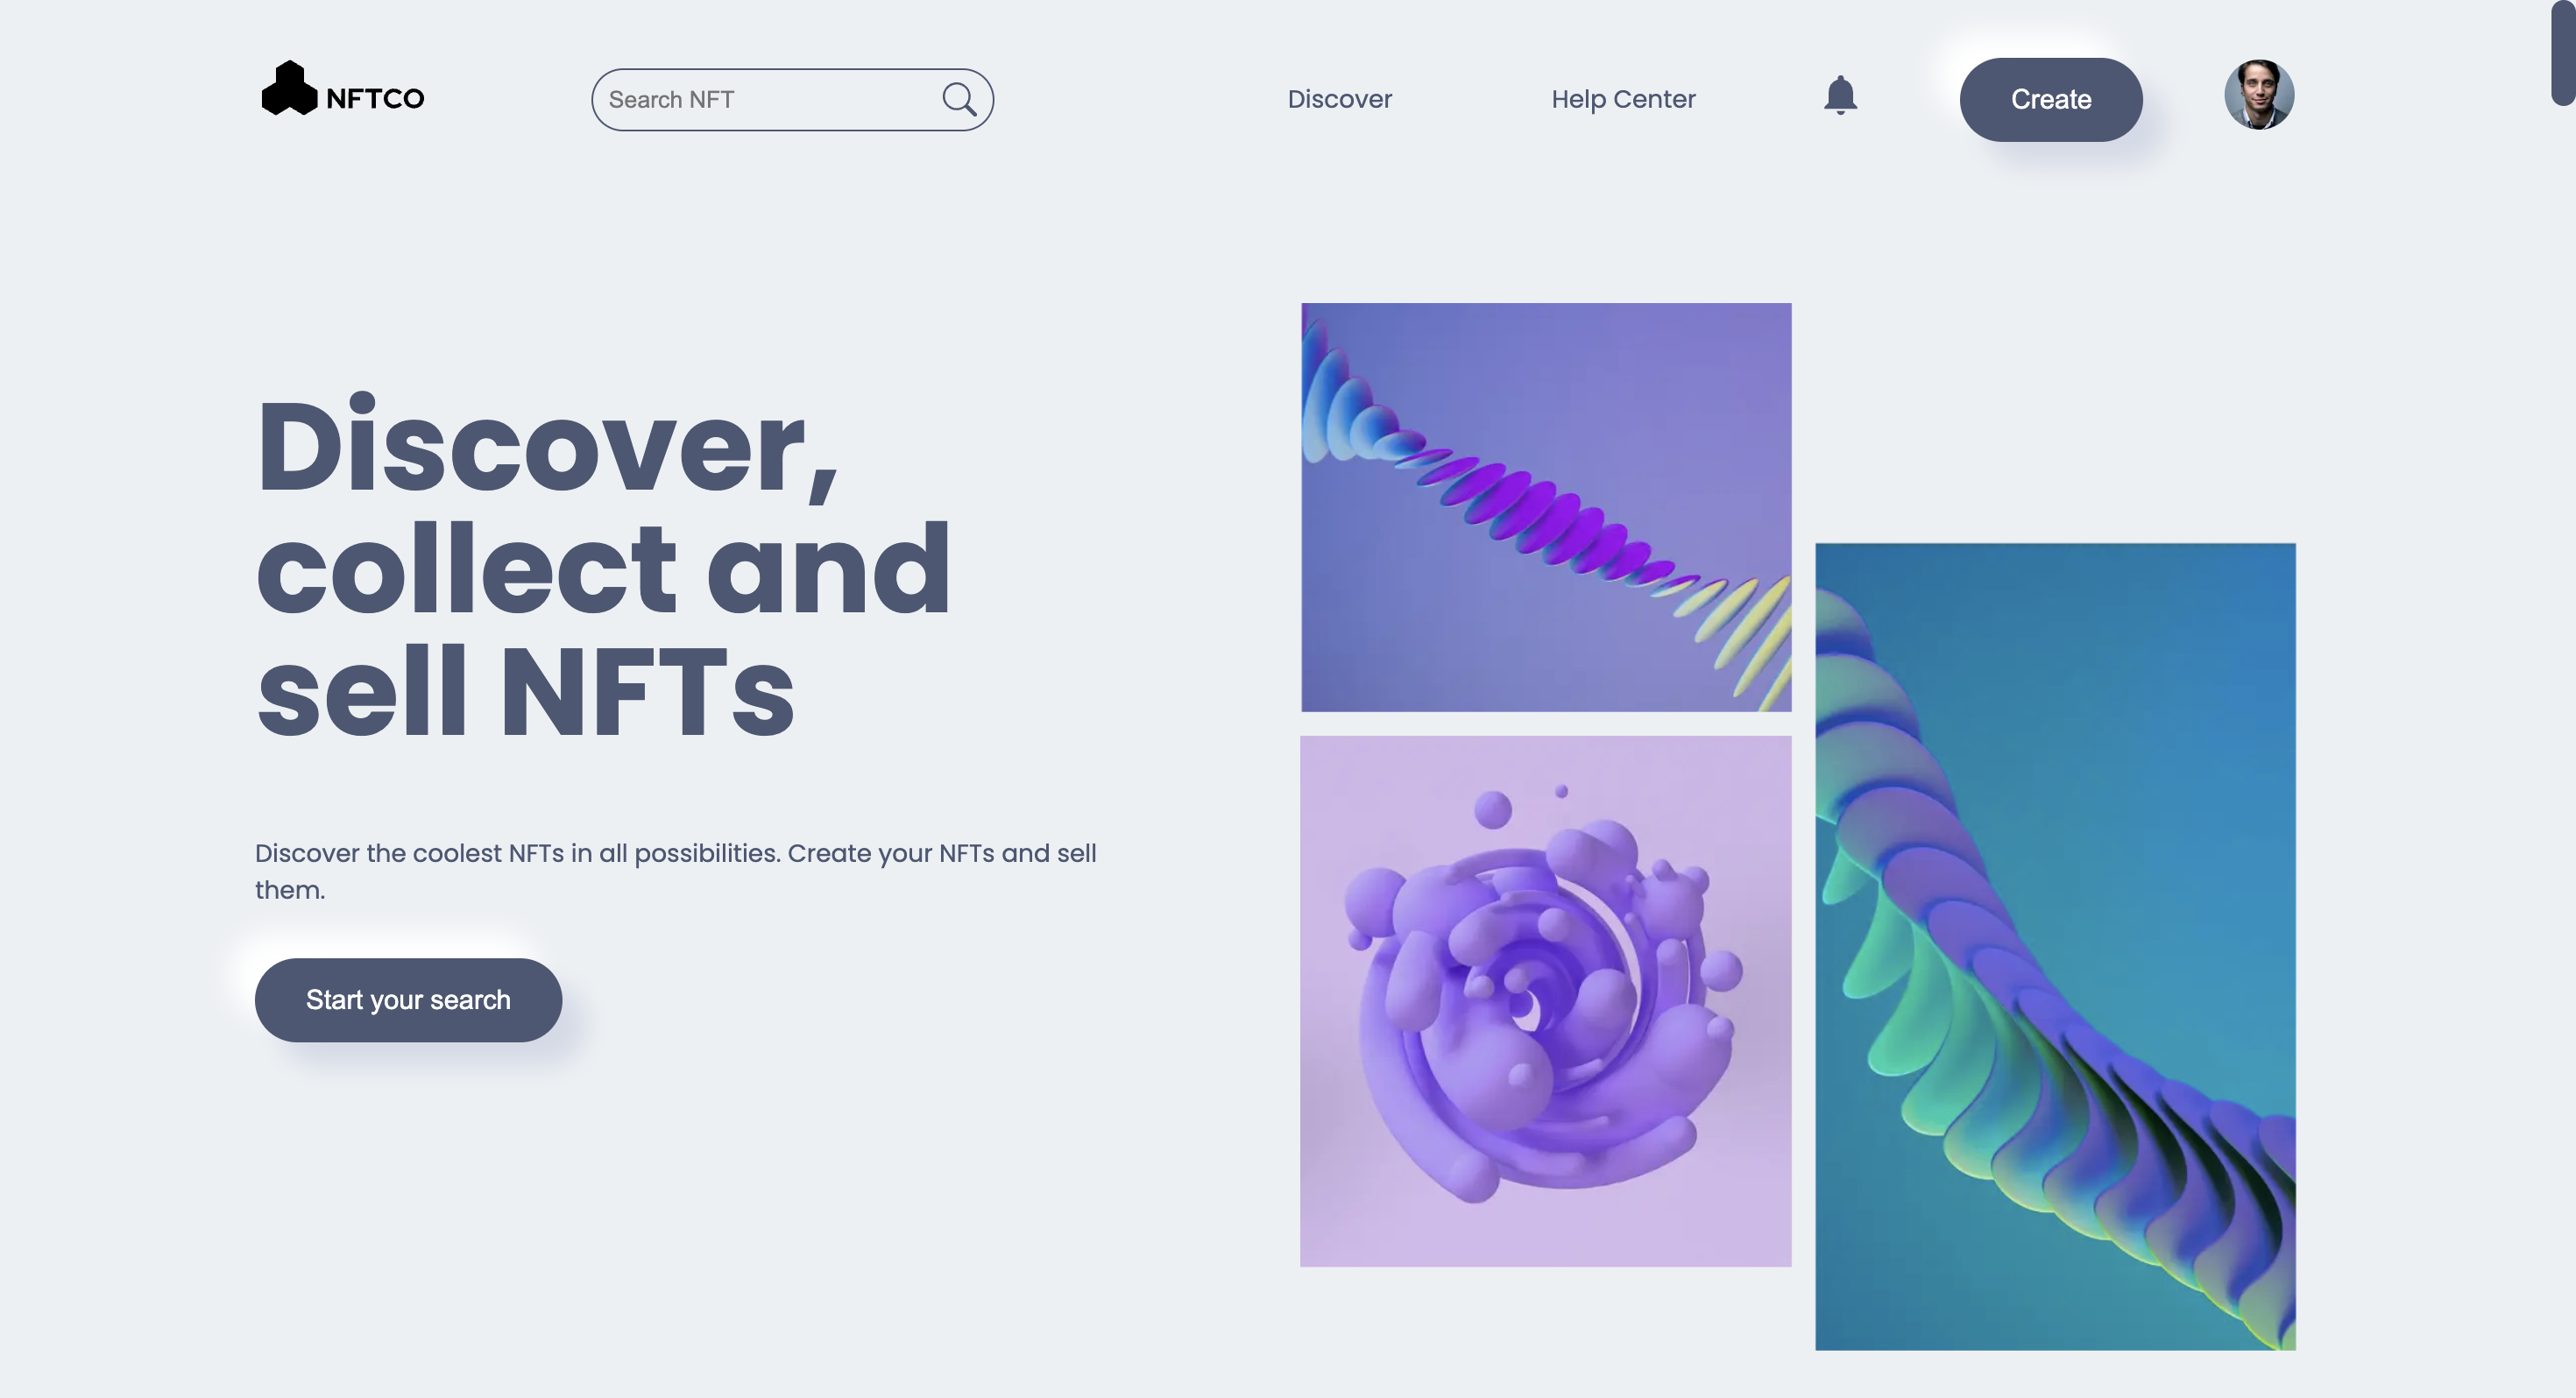 NFTCO
Search NFT
Discover
Help Center
Create
Discover,
collect and
sell NFTs
Discover the coolest NFTs in all possibilities. Create your NFTs and sell
them.
Start your search